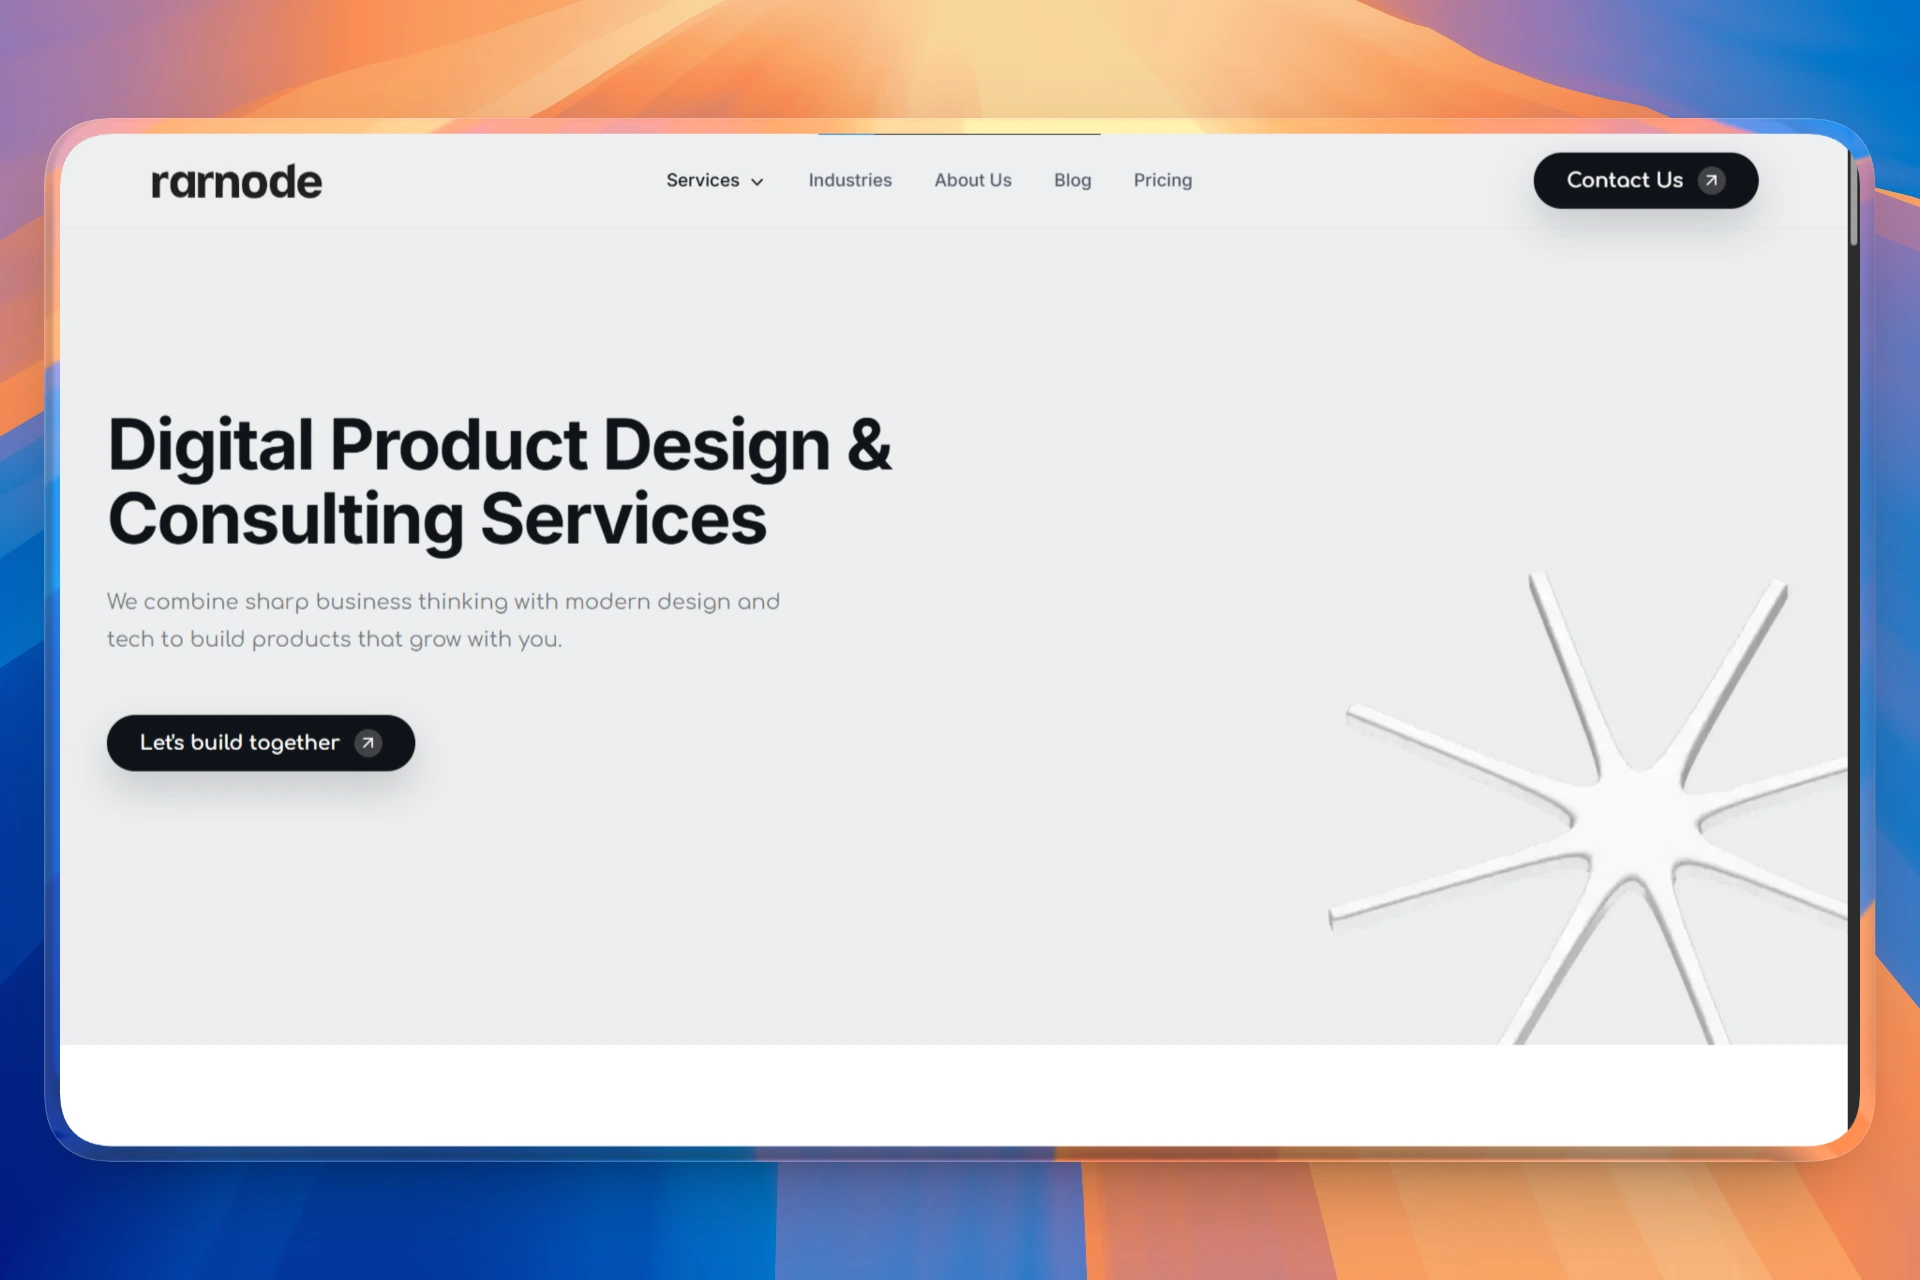 rarnode
Services
Industries
About Us
Blog
Pricing
Contact Us
Digital Product Design &
Consulting Services
We combine sharp business thinking with modern design and
tech to build products that grow with you.
Let's build together